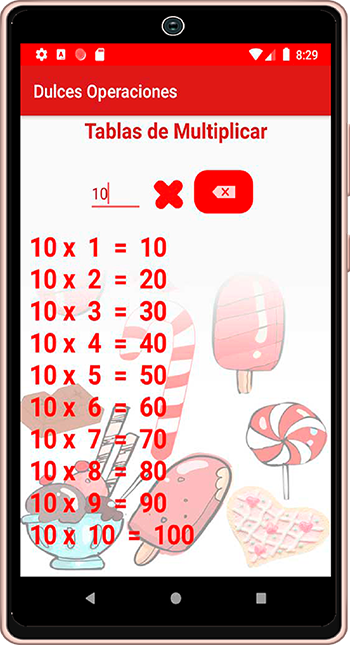 8:29
Dulces Operaciones
Tablas de Multiplicar
10
10 x 1 = 10
10 x 2 = 20
10 x 3 = 30
10 x 4 = 40
10 x 5 = 50
10 x 6 = 60
10 x 7 = 70
10 x 8 = 80
10 x 9 = 90
10 x 10 = 100